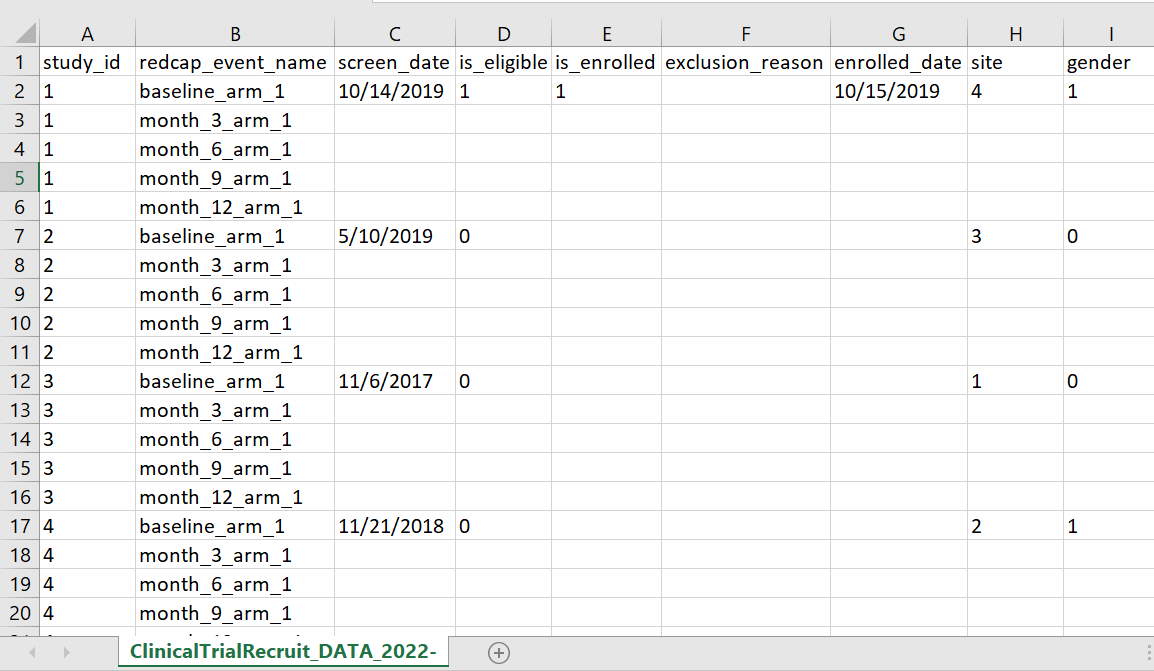 A B C D E F G H I
1 study_id redcap_event_name screen_date is_eligible is_enrolled exclusion_reason enrolled_date site gender
2 1 baseline_arm_1 10/14/2019 1 1 10/15/2019 4 1
3 1 month_3_arm_1
4 1 month_6_arm_1
5 1 month_9_arm_1
6 1 month_12_arm_1
7 2 baseline_arm_1 5/10/2019 0 3 0
8 2 month_3_arm_1
9 2 month_6_arm_1
10 2 month_9_arm_1
11 2 month_12_arm_1
12 3 baseline_arm_1 11/6/2017 0 1 0
13 3 month_3_arm_1
14 3 month_6_arm_1
15 3 month_9_arm_1
16 3 month_12_arm_1
17 4 baseline_arm_1 11/21/2018 0 2 1
18 4 month_3_arm_1
19 4 month_6_arm_1
20 4 month_9_arm_1
ClinicalTrialRecruit_DATA_2022-